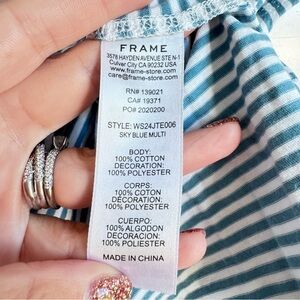 FRAME
3578 HAYDEN AVENUE STE N-1
Culver City CA 90232 USA
www.frame-store.com
care@frame-store.com
RN# 139021
CA# 19371
PO# 2020200
STYLE: WS24JTE006
SKY BLUE MULTI
BODY:
100% COTTON
DECORATION:
100% POLYESTER
CORPS:
100% COTON
DECORATION:
100% POLYESTER
CUERPO:
100% ALGODON
DECORACION:
100% POLIESTER
MADE IN CHINA